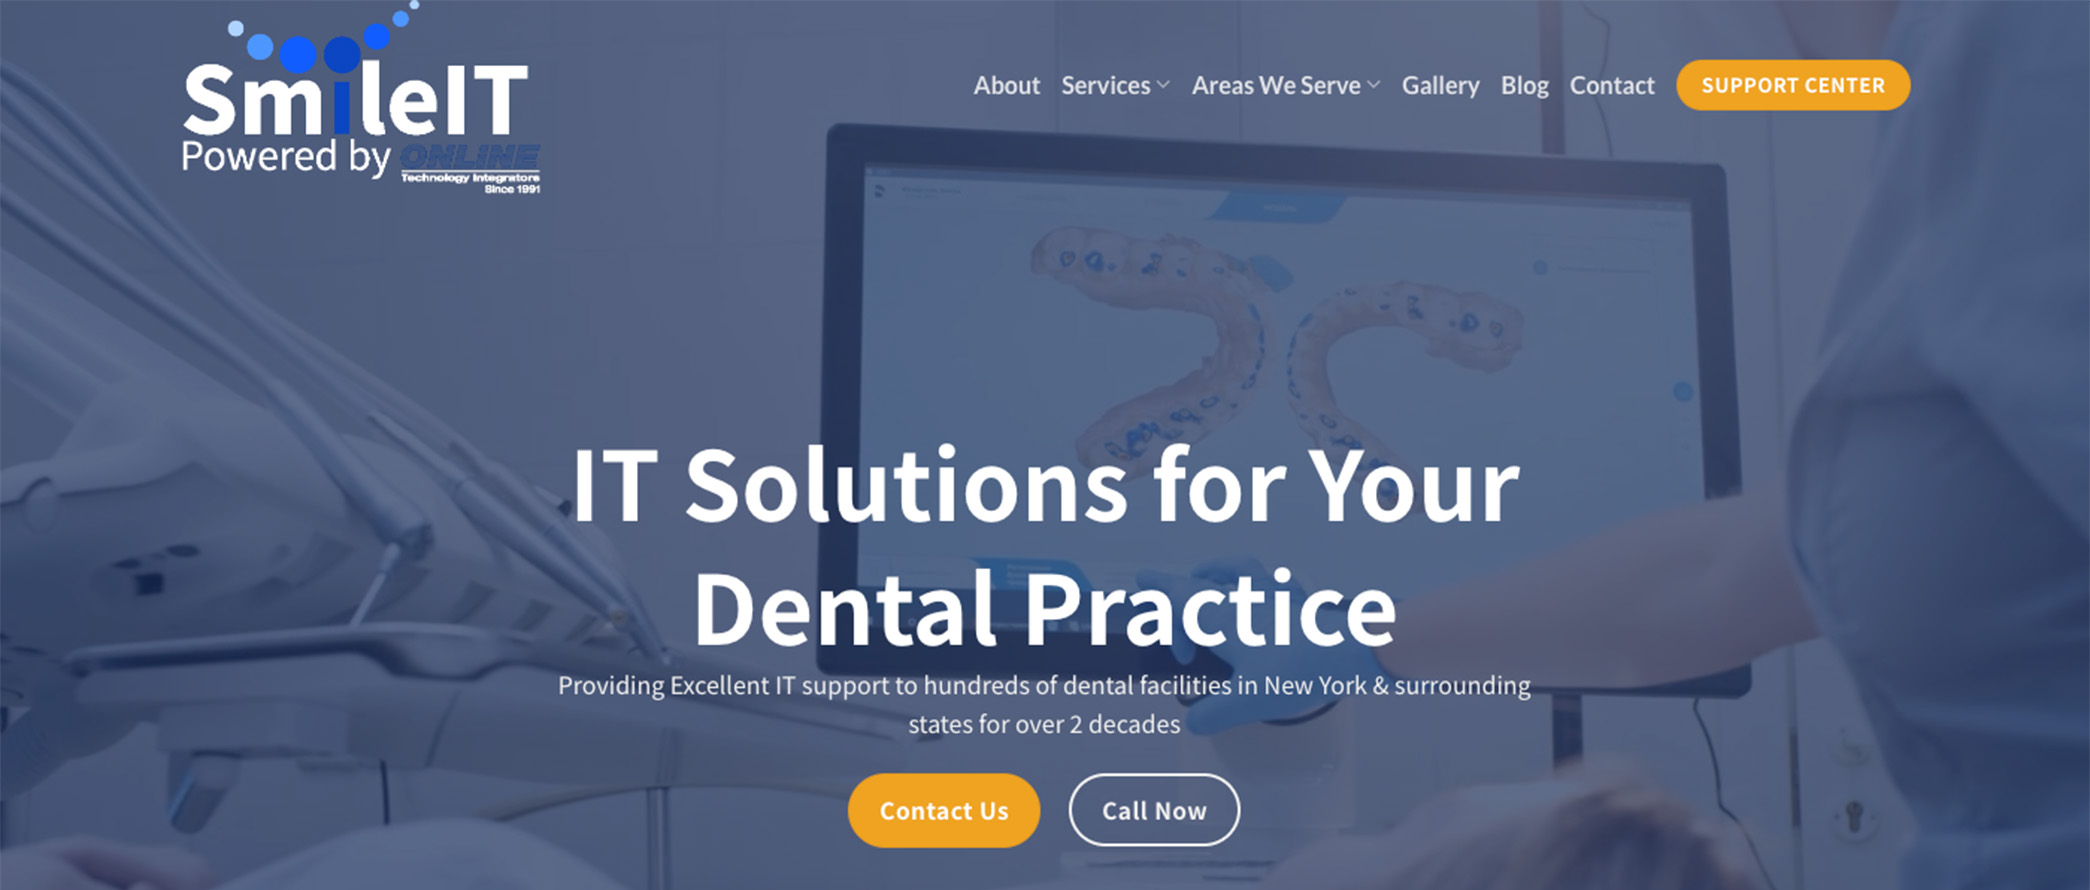 SmileIT
Powered by ONLINE
Technology Integrators
Since 1991
About Services Areas We Serve Gallery Blog Contact SUPPORT CENTER
IT Solutions for Your
Dental Practice
Providing Excellent IT support to hundreds of dental facilities in New York & surrounding
states for over 2 decades
Contact Us Call Now